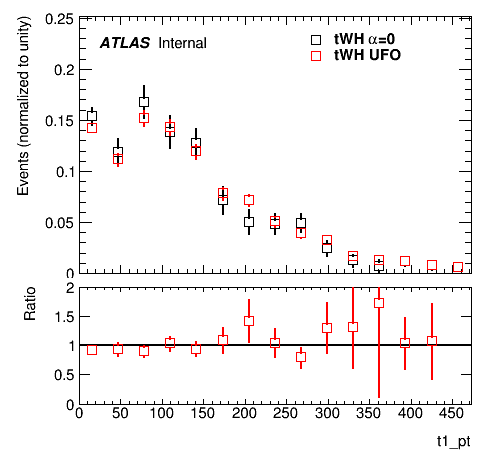 ATLAS Internal
tWH α=0
tWH UFO
Events (normalized to unity)
0.25
0.2
0.15
0.1
0.05
0
Ratio
2
1.5
1
0.5
0
0 50 100 150 200 250 300 350 400 450
t1_pt